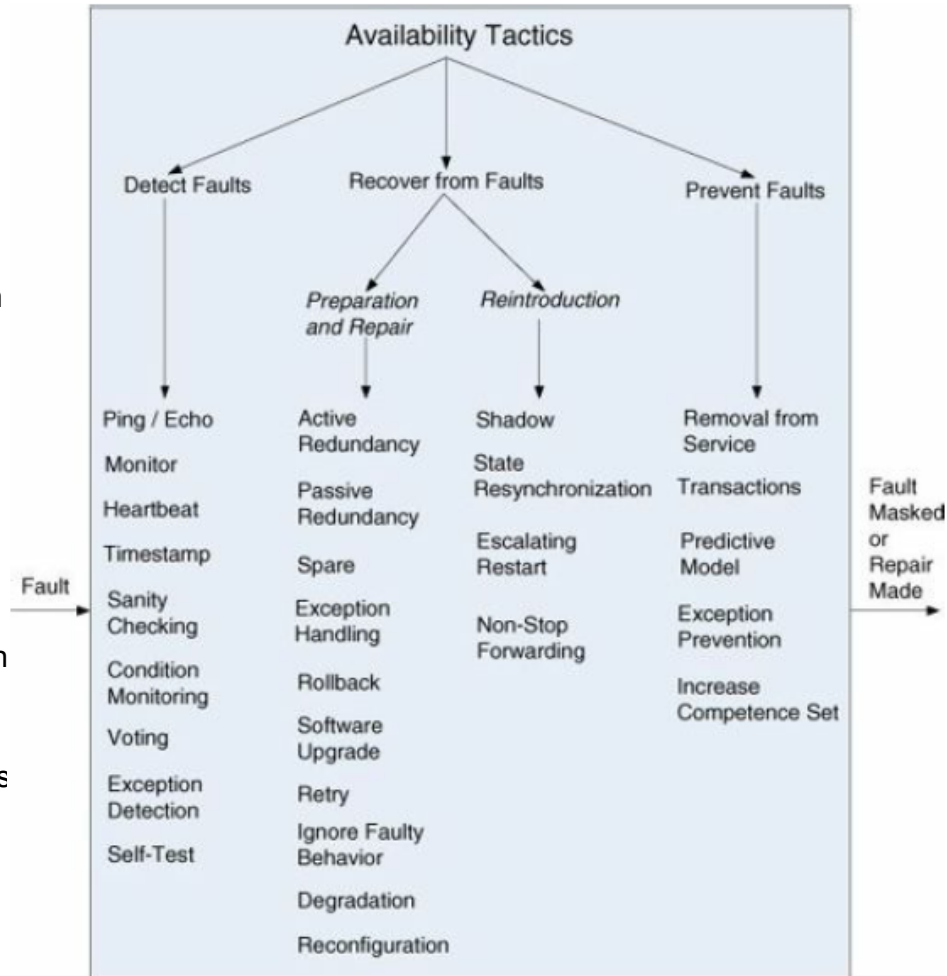 Availability Tactics
Detect Faults
Recover from Faults
Prevent Faults
Preparation
and Repair
Reintroduction
Fault
Ping / Echo
Monitor
Heartbeat
Timestamp
Sanity
Checking
Condition
Monitoring
Voting
Exception
Detection
Self-Test
Active
Redundancy
Passive
Redundancy
Spare
Exception
Handling
Rollback
Software
Upgrade
Retry
Ignore Faulty
Behavior
Degradation
Reconfiguration
Shadow
State
Resynchronization
Escalating
Restart
Non-Stop
Forwarding
Removal from
Service
Transactions
Predictive
Model
Exception
Prevention
Increase
Competence Set
Fault
Masked
or
Repair
Made